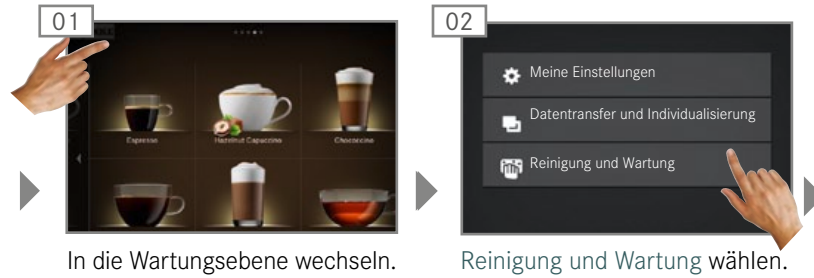 01
Espresso
Hazelnut Capuccino
Chococcino
In die Wartungsebene wechseln.
02
Meine Einstellungen
Datentransfer und Individualisierung
Reinigung und Wartung
Reinigung und Wartung wählen.